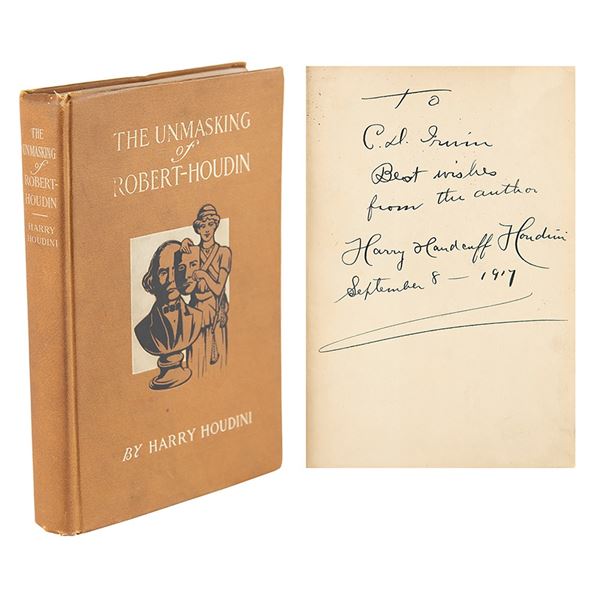 THE
UNMASKING
of
ROBERT-
HOUDIN
HARRY
HOUDINI
THE UNMASKING
of
ROBERT-HOUDIN
BY HARRY HOUDINI
To
C. D. Irwin
Best wishes
from the author
Harry Handcuff Houdini
September 8 - 1917